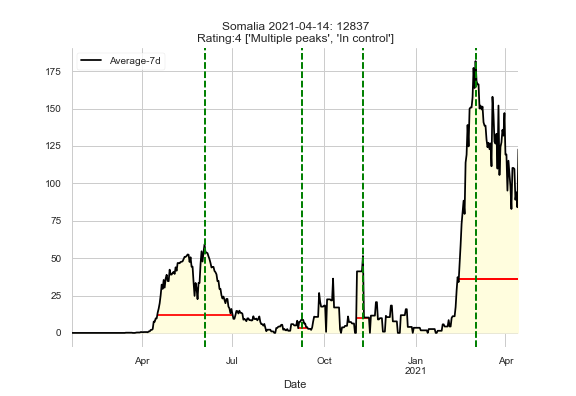 Somalia 2021-04-14: 12837
Rating:4 ['Multiple peaks', 'In control']
Average-7d
175
150
125
100
75
50
25
0
Apr Jul Oct Jan Apr
2021
Date